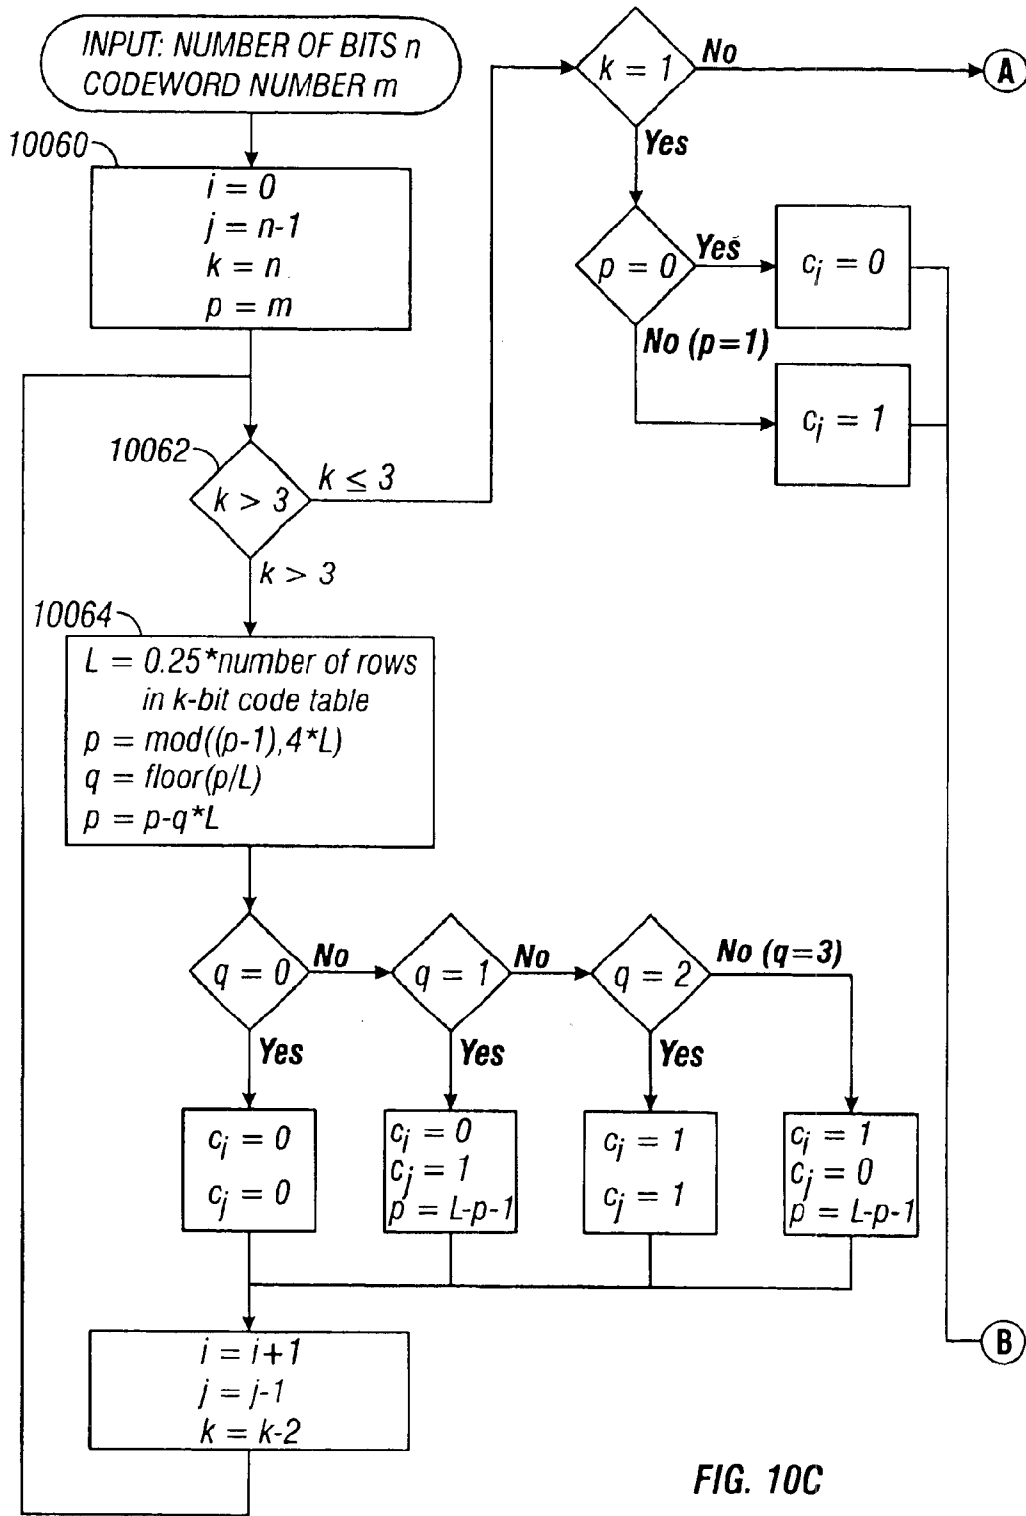 INPUT: NUMBER OF BITS n
CODEWORD NUMBER m
10060
i = 0
j = n-1
k = n
p = m
10062
k > 3
k ≤ 3
k > 3
10064
L = 0.25*number of rows
in k-bit code table
p = mod((p-1),4*L)
q = floor(p/L)
p = p-q*L
q = 0
No
q = 1
No
q = 2
No (q=3)
Yes
Yes
Yes
c_i = 0
c_j = 0
c_i = 0
c_j = 1
p = L-p-1
c_i = 1
c_j = 1
c_i = 1
c_j = 0
p = L-p-1
i = i+1
j = j-1
k = k-2
k = 1
No
A
Yes
p = 0
Yes
c_i = 0
No (p=1)
c_i = 1
B
FIG. 10C